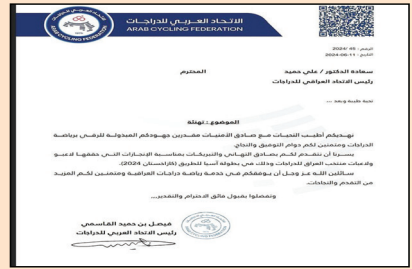 الاتحاد العربي للدراجات
ARAB CYCLING FEDERATION
الرقم : 45 /2024
التاريخ : 11-06-2024
سعادة الدكتور / علي حميد المحترم
رئيس الاتحاد العراقي للدراجات
تحية طيبة وبعد ...
الموضوع : تهنئة
نهديكم أطيب التحيات مع صادق الأمنيات مقدرين جهودكم المبذولة للرقي برياضة
الدراجات ومتمنين لكم دوام التوفيق والنجاح.
يسرنا أن نتقدم لكم بصادق التهاني والتبريكات بمناسبة الإنجازات التي حققها لاعبو
ولاعبات منتخب العراق للدراجات وذلك في بطولة آسيا للطريق (كازاخستان 2024).
سائلين الله عز وجل أن يوفقكم في خدمة رياضة دراجات العراقية ومتمنين لكم المزيد
من التقدم والنجاحات.
وتفضلوا بقبول فائق الاحترام والتقدير,,,
فيصل بن حميد القاسمي
رئيس الاتحاد العربي للدراجات